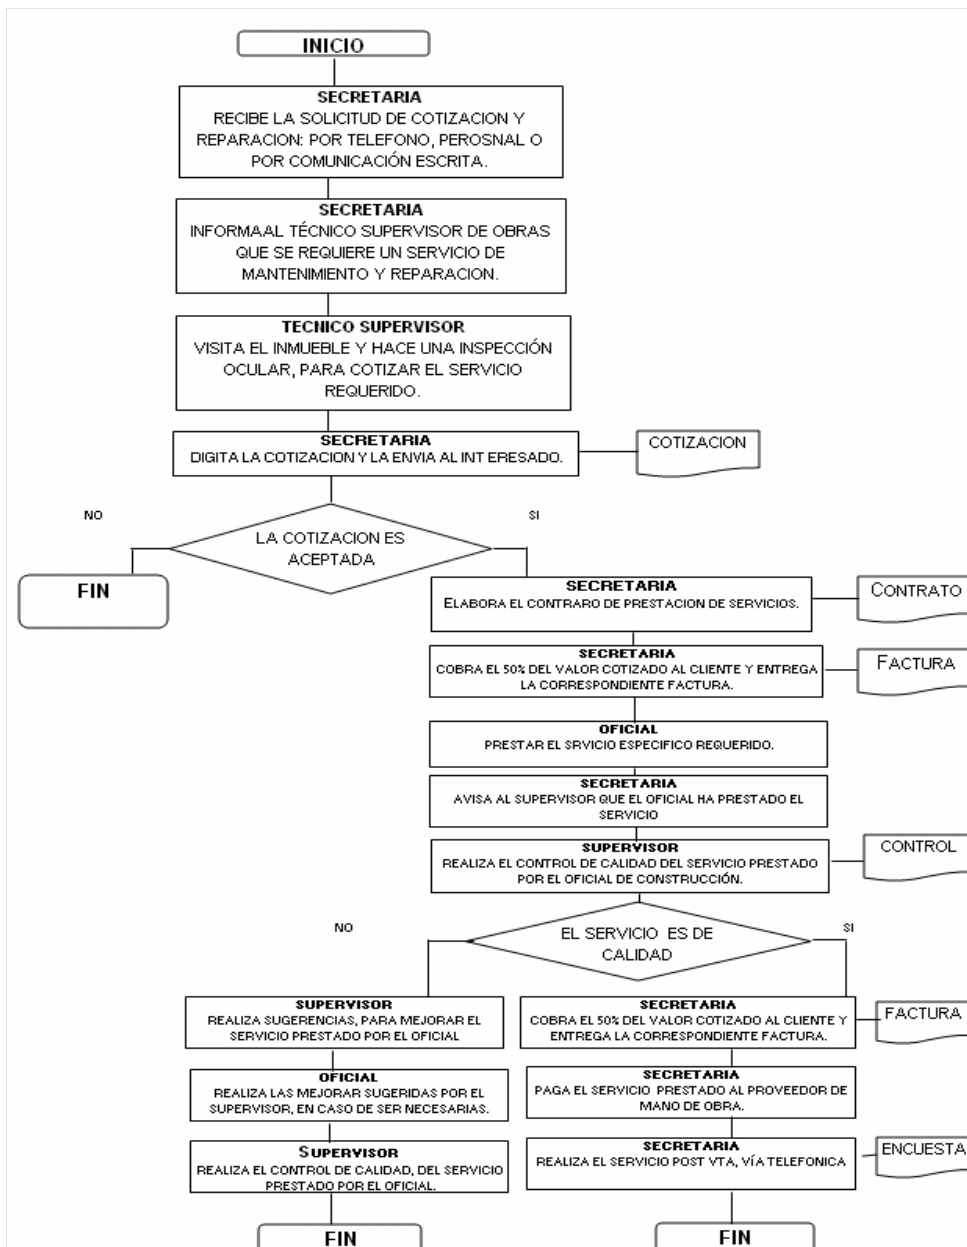 INICIO
SECRETARIA
RECIBE LA SOLICITUD DE COTIZACION Y
REPARACION: POR TELEFONO, PEROSNAL O
POR COMUNICACIÓN ESCRITA.
SECRETARIA
INFORMAAL TÉCNICO SUPERVISOR DE OBRAS
QUE SE REQUIERE UN SERVICIO DE
MANTENIMIENTO Y REPARACION.
TECNICO SUPERVISOR
VISITA EL INMUEBLE Y HACE UNA INSPECCIÓN
OCULAR, PARA COTIZAR EL SERVICIO
REQUERIDO.
SECRETARIA
DIGITA LA COTIZACION Y LA ENVIA AL INT ERESADO.
COTIZACION
NO
SI
LA COTIZACION ES
ACEPTADA
FIN
SECRETARIA
ELABORA EL CONTRARO DE PRESTACION DE SERVICIOS.
CONTRATO
SECRETARIA
COBRA EL 50% DEL VALOR COTIZADO AL CLIENTE Y ENTREGA
LA CORRESPONDIENTE FACTURA.
FACTURA
OFICIAL
PRESTAR EL SRVICIO ESPECIFICO REQUERIDO.
SECRETARIA
AVISA AL SUPERVISOR QUE EL OFICIAL HA PRESTADO EL
SERVICIO
SUPERVISOR
REALIZA EL CONTROL DE CALIDAD DEL SERVICIO PRESTADO
POR EL OFICIAL DE CONSTRUCCIÓN.
CONTROL
NO
SI
EL SERVICIO ES DE
CALIDAD
SUPERVISOR
REALIZA SUGERENCIAS, PARA MEJORAR EL
SERVICIO PRESTADO POR EL OFICIAL
SECRETARIA
COBRA EL 50% DEL VALOR COTIZADO AL CLIENTE Y
ENTREGA LA CORRESPONDIENTE FACTURA.
FACTURA
OFICIAL
REALIZA LAS MEJORAR SUGERIDAS POR EL
SUPERVISOR, EN CASO DE SER NECESARIAS.
SECRETARIA
PAGA EL SERVICIO PRESTADO AL PROVEEDOR DE
MANO DE OBRA.
SUPERVISOR
REALIZA EL CONTROL DE CALIDAD, DEL SERVICIO
PRESTADO POR EL OFICIAL.
SECRETARIA
REALIZA EL SERVICIO POST VTA, VÍA TELEFONICA
ENCUESTA
FIN
FIN